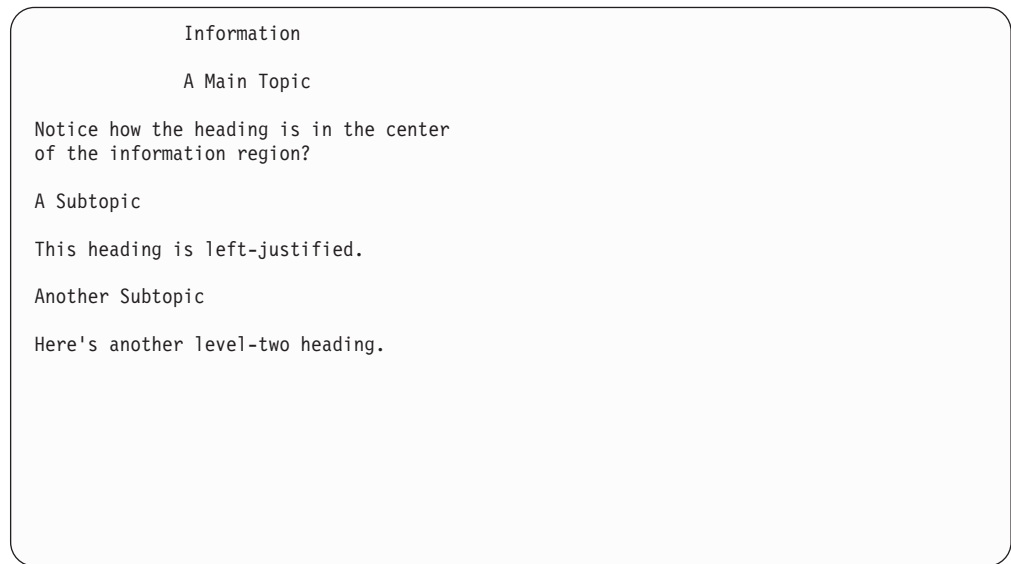 Information
A Main Topic
Notice how the heading is in the center
of the information region?
A Subtopic
This heading is left-justified.
Another Subtopic
Here's another level-two heading.